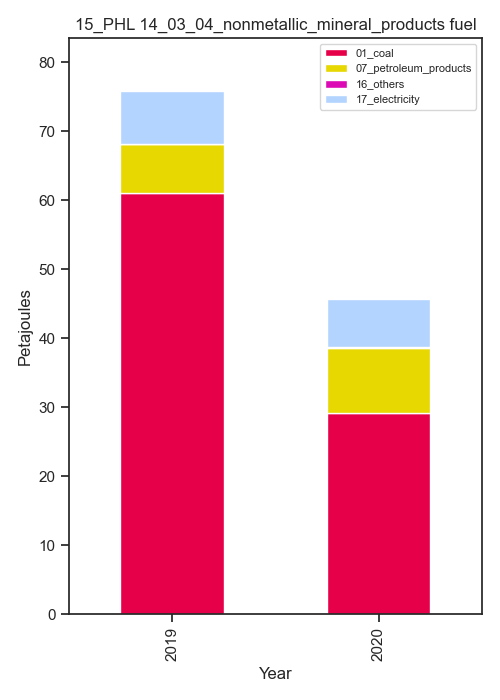 15_PHL 14_03_04_nonmetallic_mineral_products fuel
01_coal
07_petroleum_products
16_others
17_electricity
80
70
60
50
40
30
20
10
0
Petajoules
2019
2020
Year